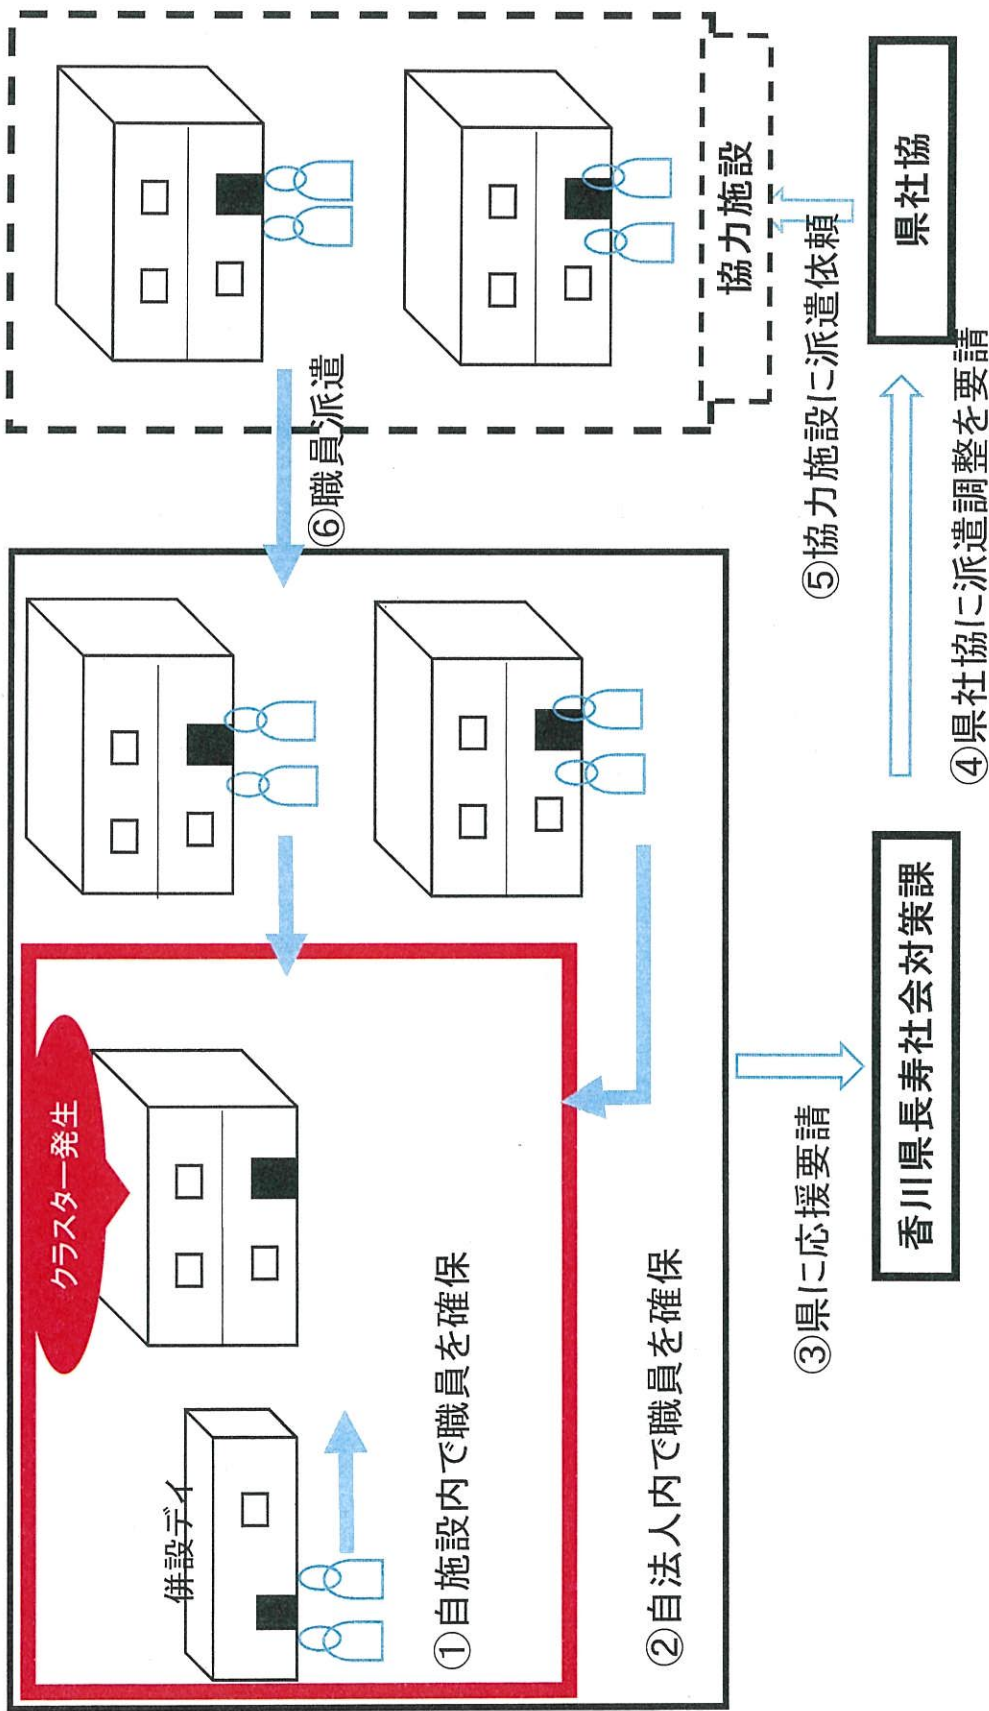 クラスター発生
併設デイ
①自施設内で職員を確保
②自法人内で職員を確保
⑥職員派遣
協力施設
③県に応援要請
香川県長寿社会対策課
④県社協に派遣調整を要請
⑤協力施設に派遣依頼
県社協